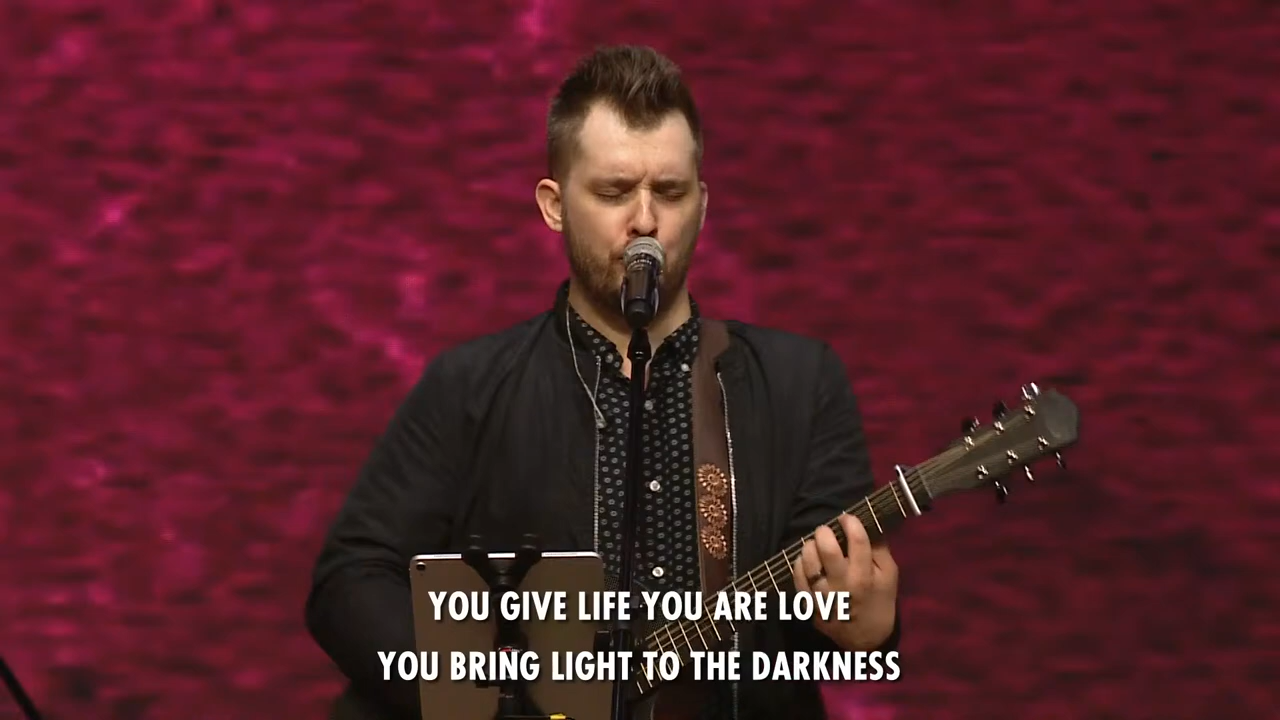 YOU GIVE LIFE YOU ARE LOVE
YOU BRING LIGHT TO THE DARKNESS